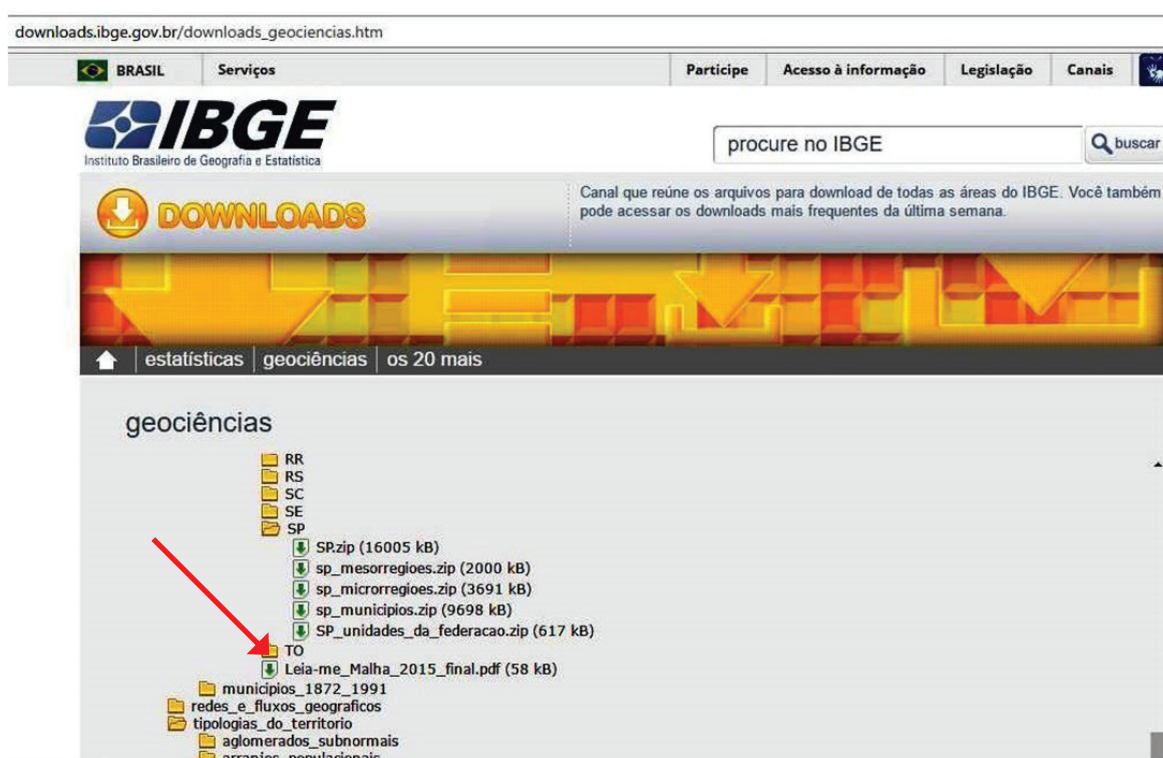 downloads.ibge.gov.br/downloads_geociencias.htm
BRASIL Serviços Participe Acesso à informação Legislação Canais
IBGE
Instituto Brasileiro de Geografia e Estatística
procure no IBGE buscar
DOWNLOADS
Canal que reúne os arquivos para download de todas as áreas do IBGE. Você também
pode acessar os downloads mais frequentes da última semana.
estatísticas geociências os 20 mais
geociências
RR
RS
SC
SE
SP
SP.zip (16005 kB)
sp_mesorregioes.zip (2000 kB)
sp_microrregioes.zip (3691 kB)
sp_municipios.zip (9698 kB)
SP_unidades_da_federacao.zip (617 kB)
TO
Leia-me_Malha_2015_final.pdf (58 kB)
municipios_1872_1991
redes_e_fluxos_geograficos
tipologias_do_territorio
aglomerados_subnormais
arranjos_populacionais